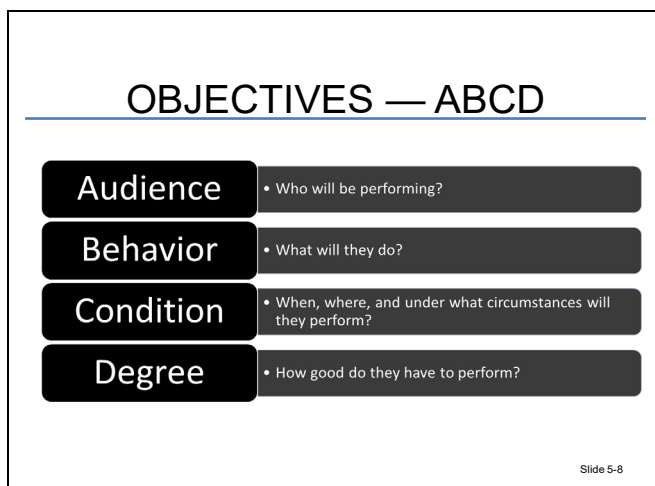 OBJECTIVES — ABCD
Audience
• Who will be performing?
Behavior
• What will they do?
Condition
• When, where, and under what circumstances will
they perform?
Degree
• How good do they have to perform?
Slide 5-8